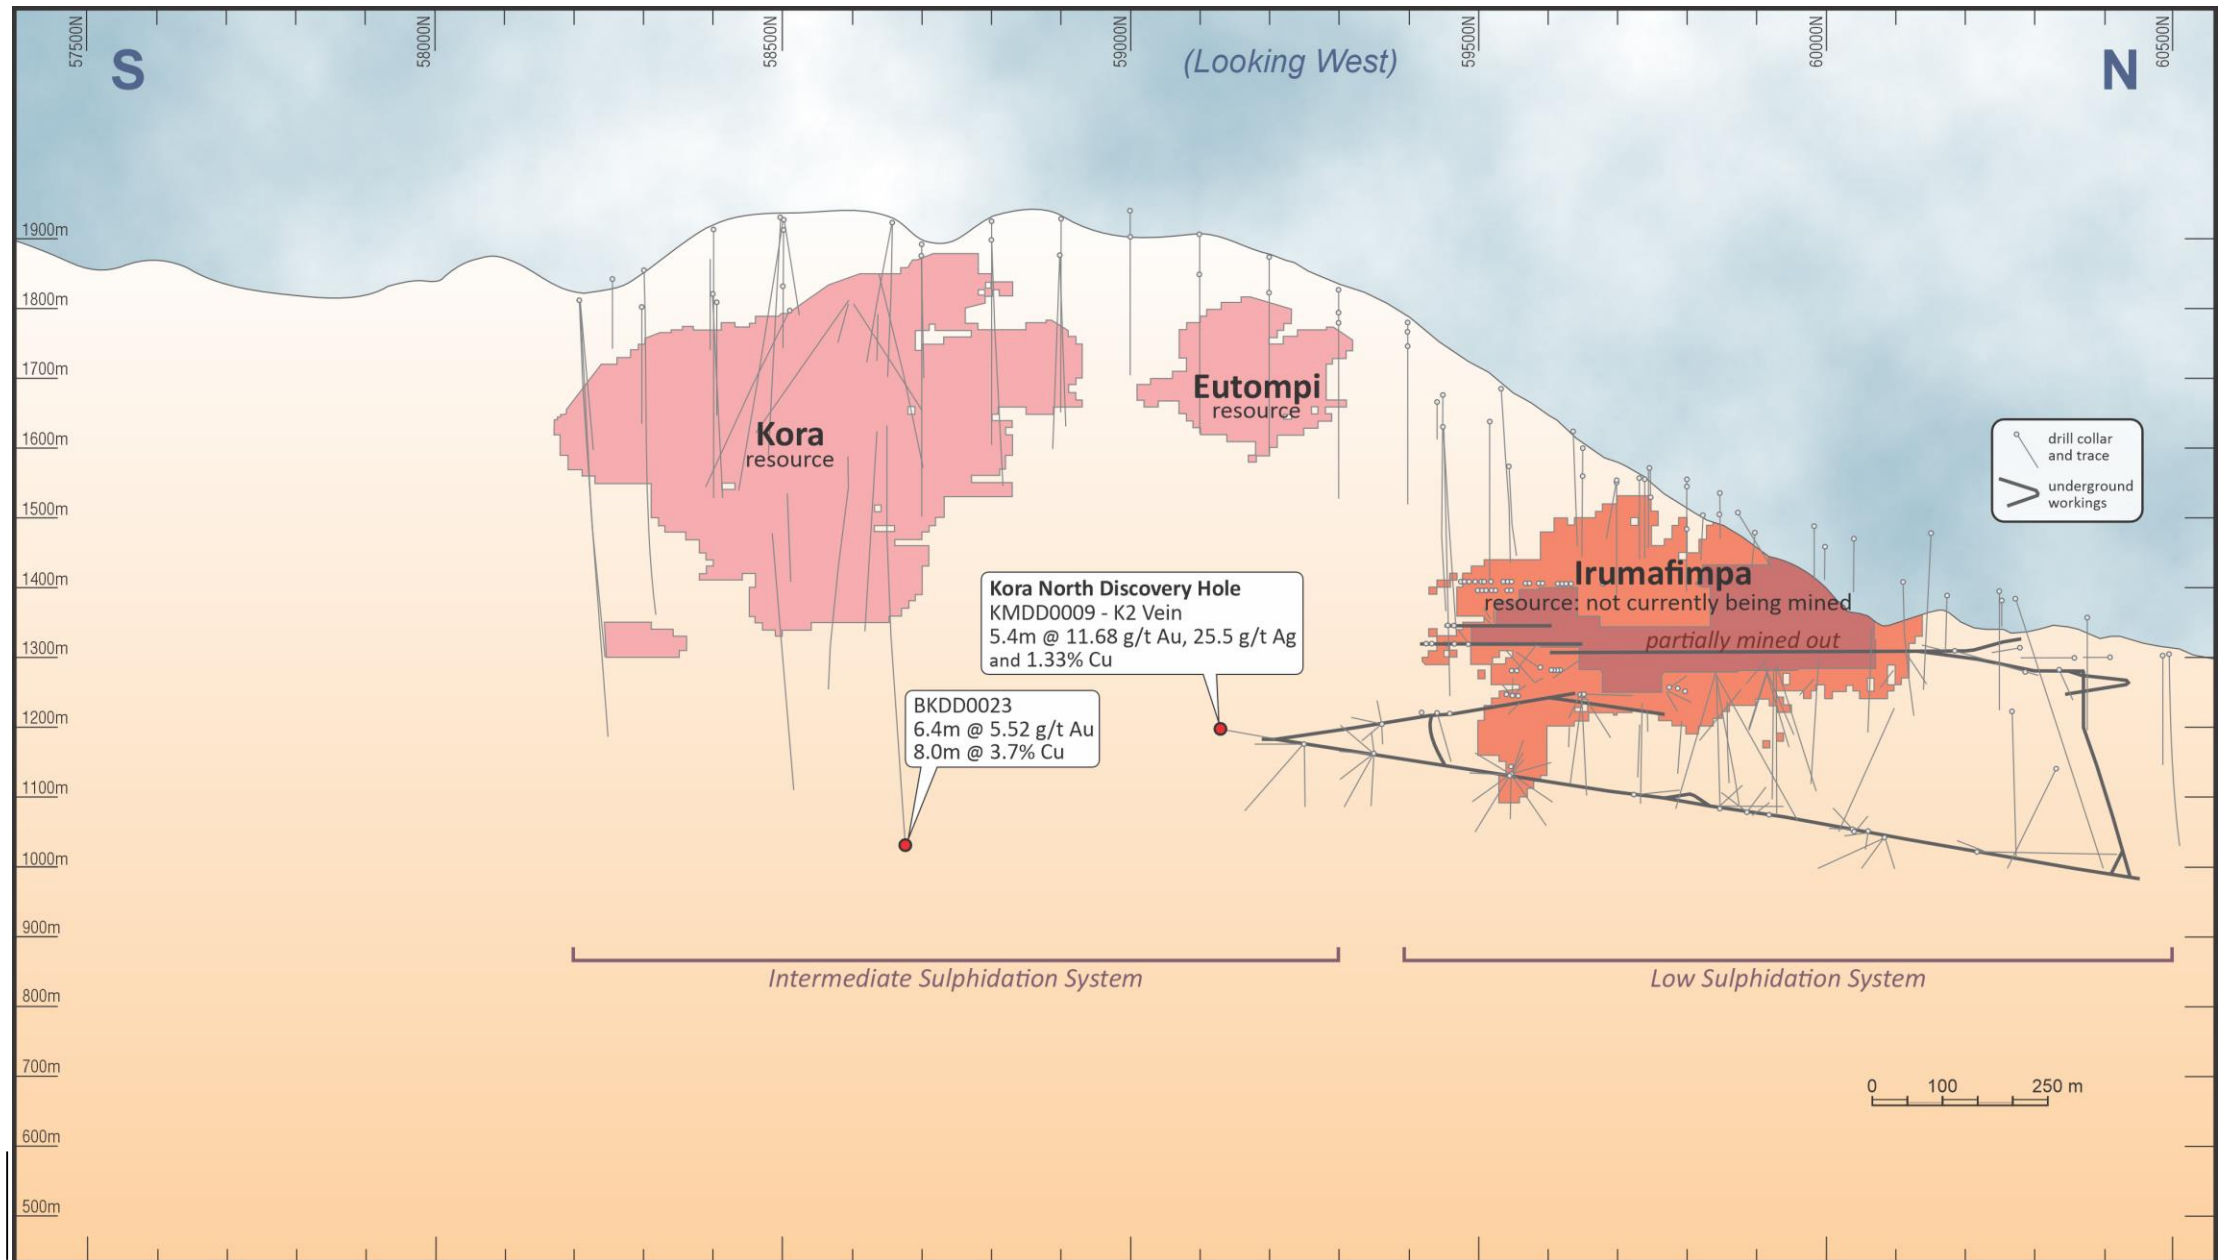 57500N
58000N
58500N
59000N
59500N
60000N
60500N
S
(Looking West)
N
1900m
1800m
1700m
1600m
1500m
1400m
1300m
1200m
1100m
1000m
900m
800m
700m
600m
500m
Kora
resource
Eutompi
resource
drill collar
and trace
underground
workings
Kora North Discovery Hole
KMDD0009 - K2 Vein
5.4m @ 11.68 g/t Au, 25.5 g/t Ag
and 1.33% Cu
BKDD0023
6.4m @ 5.52 g/t Au
8.0m @ 3.7% Cu
Irumafimpa
resource: not currently being mined
partially mined out
Intermediate Sulphidation System
Low Sulphidation System
0 100 250 m